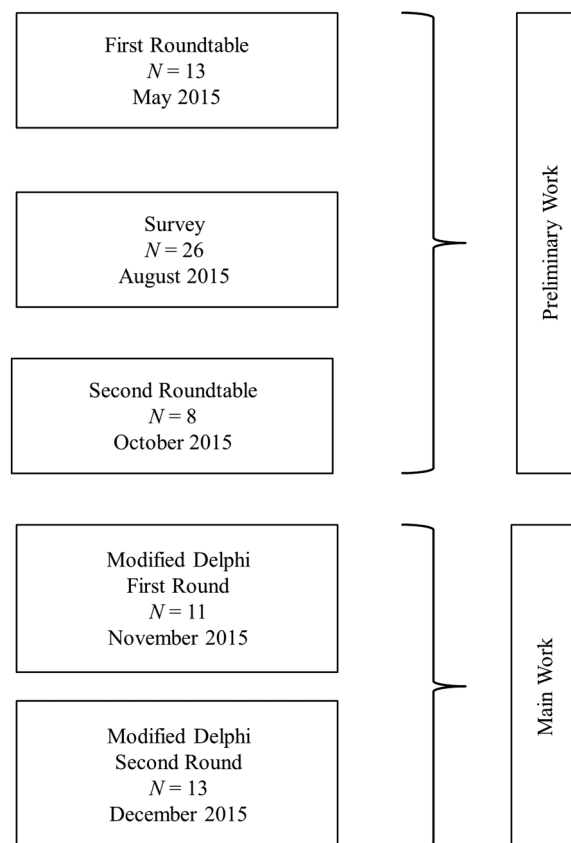 First Roundtable
N = 13
May 2015
Survey
N = 26
August 2015
Second Roundtable
N = 8
October 2015
Preliminary Work
Modified Delphi
First Round
N = 11
November 2015
Modified Delphi
Second Round
N = 13
December 2015
Main Work